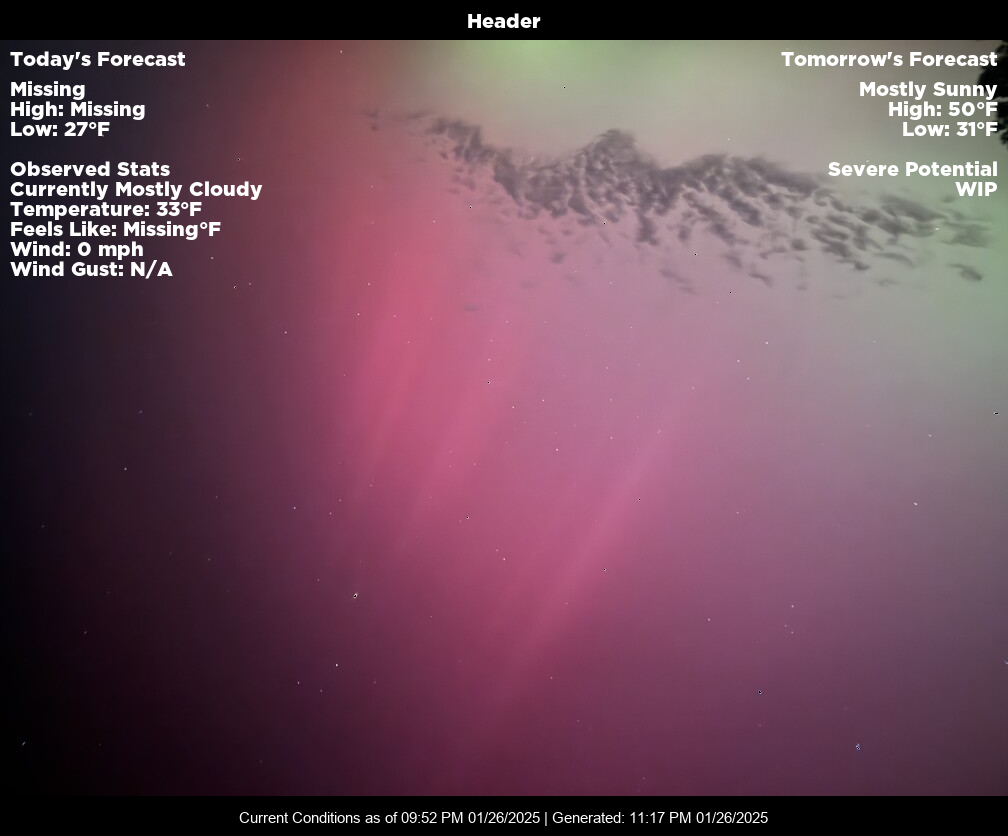 Header
Today's Forecast
Missing
High: Missing
Low: 27°F
Observed Stats
Currently Mostly Cloudy
Temperature: 33°F
Feels Like: Missing°F
Wind: 0 mph
Wind Gust: N/A
Tomorrow's Forecast
Mostly Sunny
High: 50°F
Low: 31°F
Severe Potential
WIP
Current Conditions as of 09:52 PM 01/26/2025 | Generated: 11:17 PM 01/26/2025